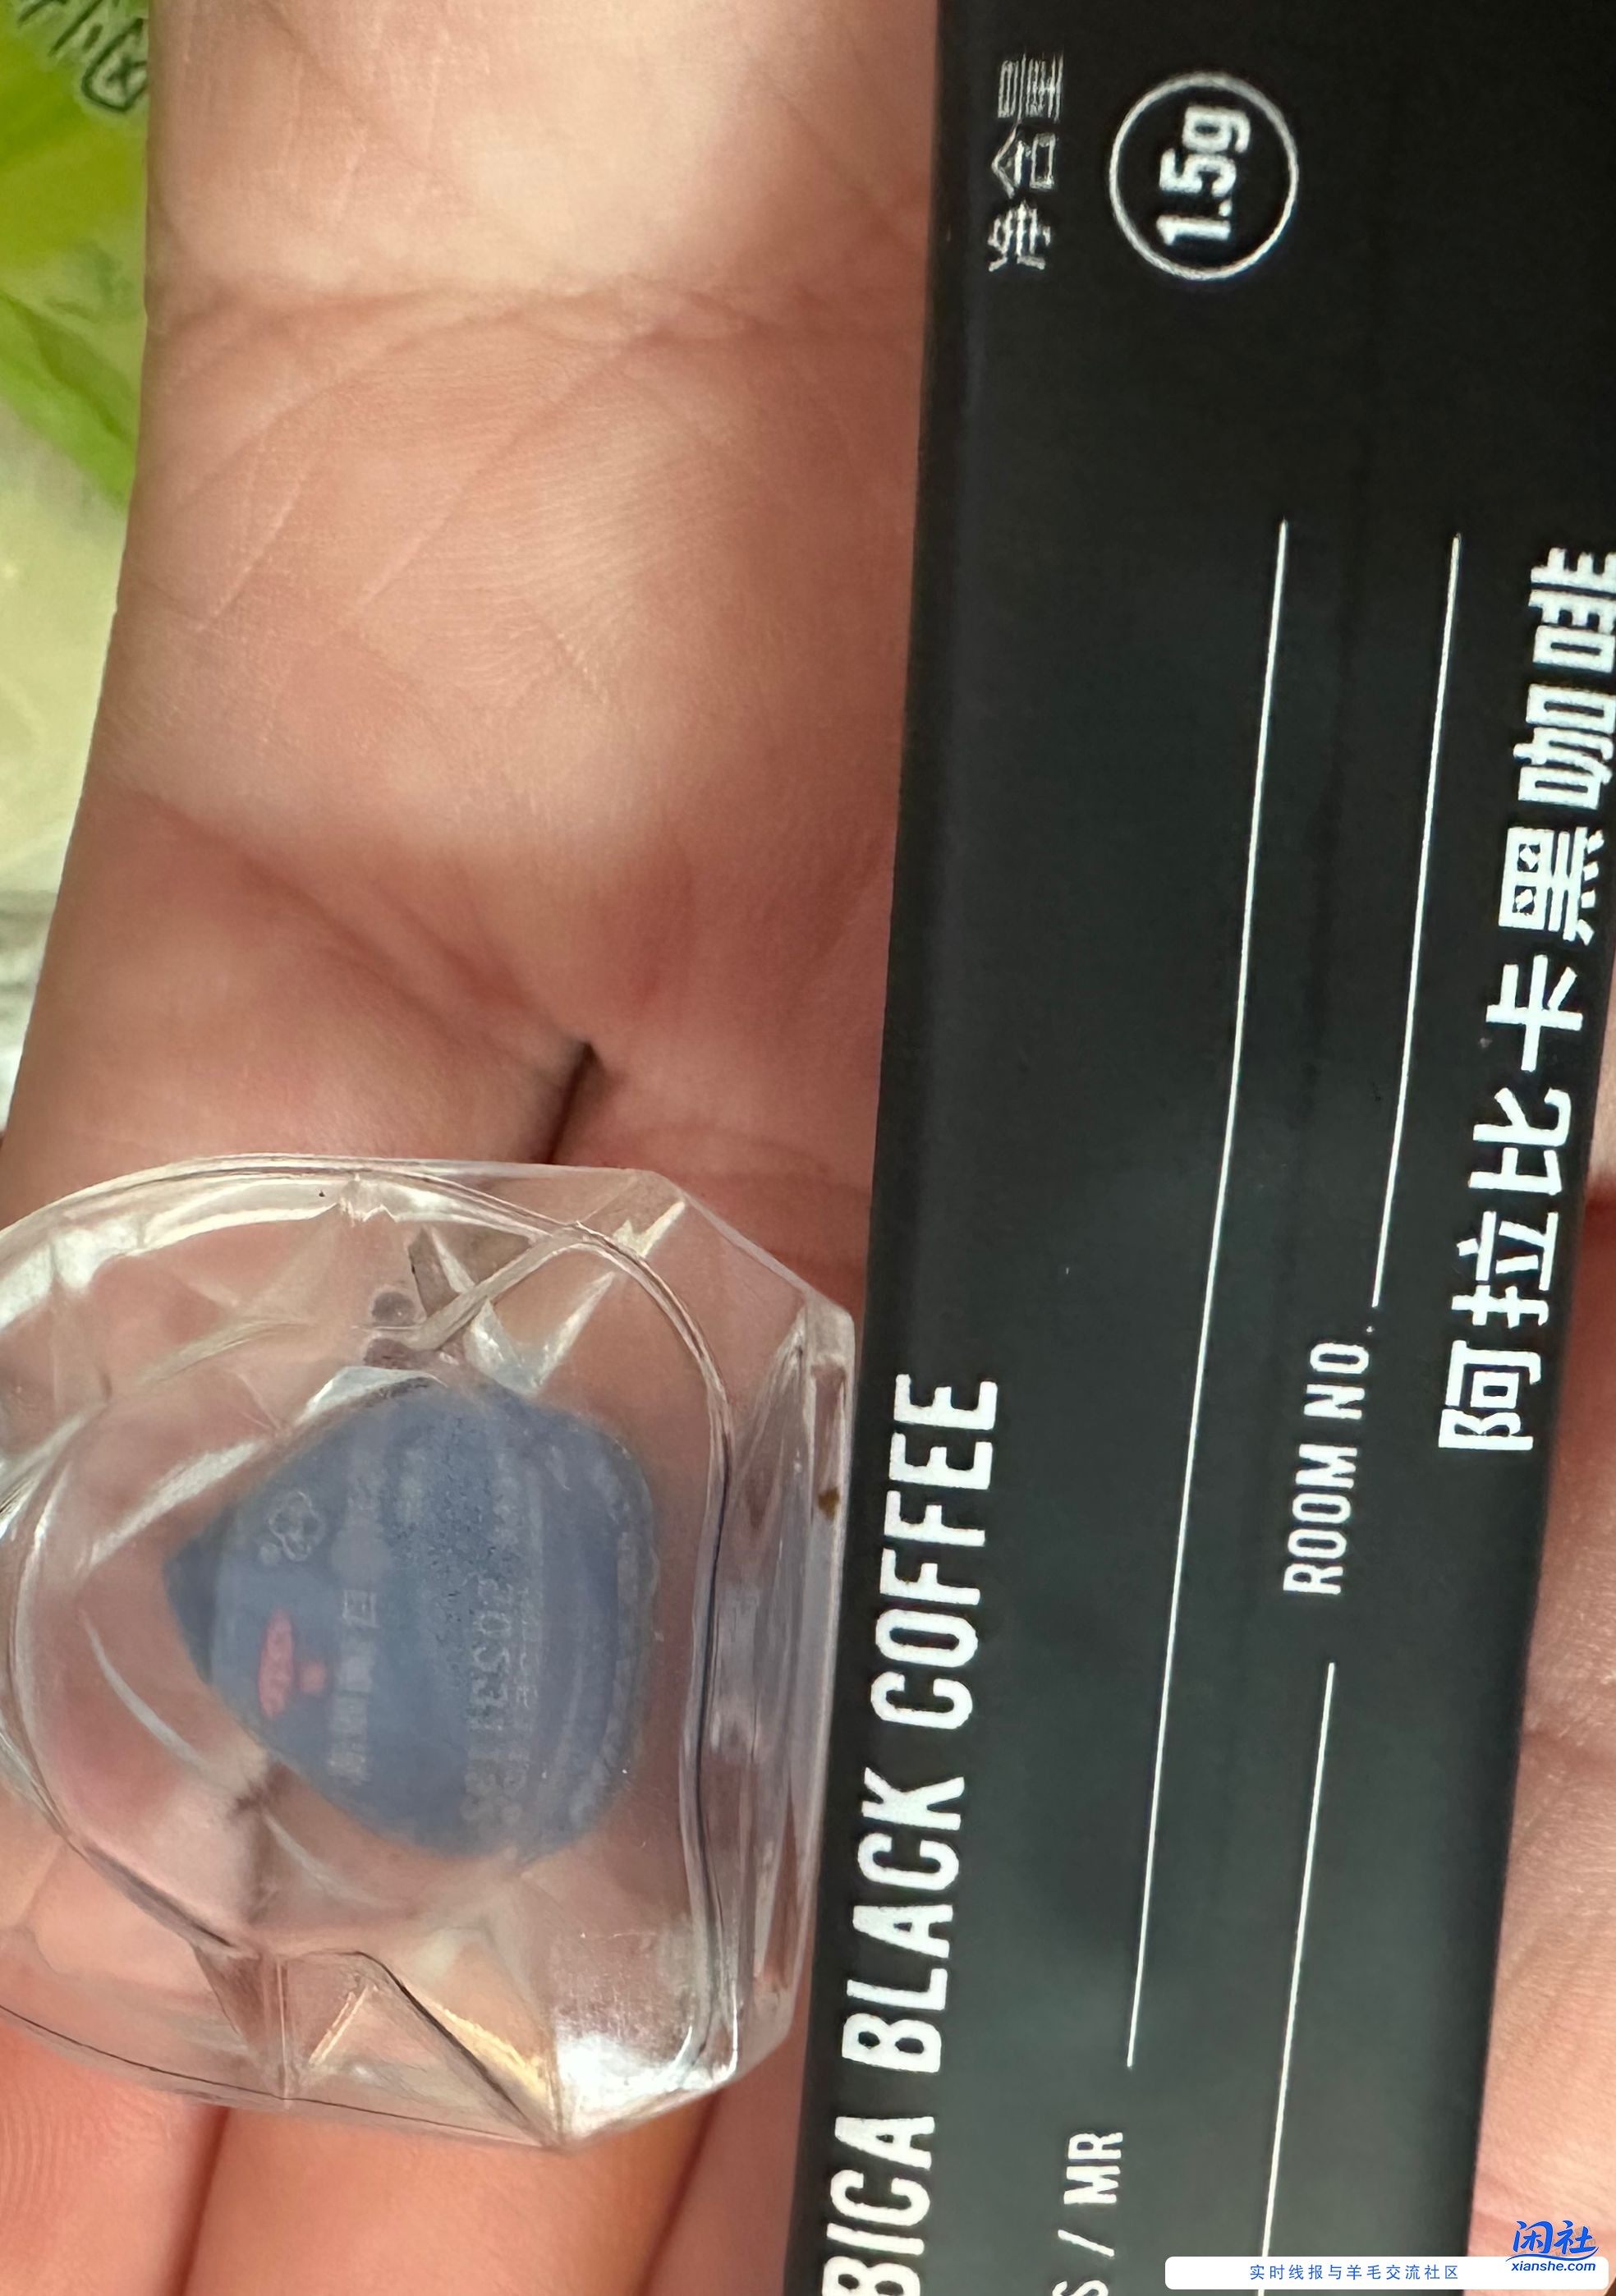 净含量
1.5g
BICA BLACK COFFEE
S / MR
ROOM NO.
阿拉比卡黑咖啡
闲社
xianshe.com
实时线报与羊毛交流社区